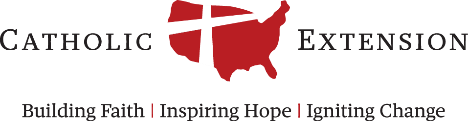 CATHOLIC EXTENSION
Building Faith | Inspiring Hope | Igniting Change